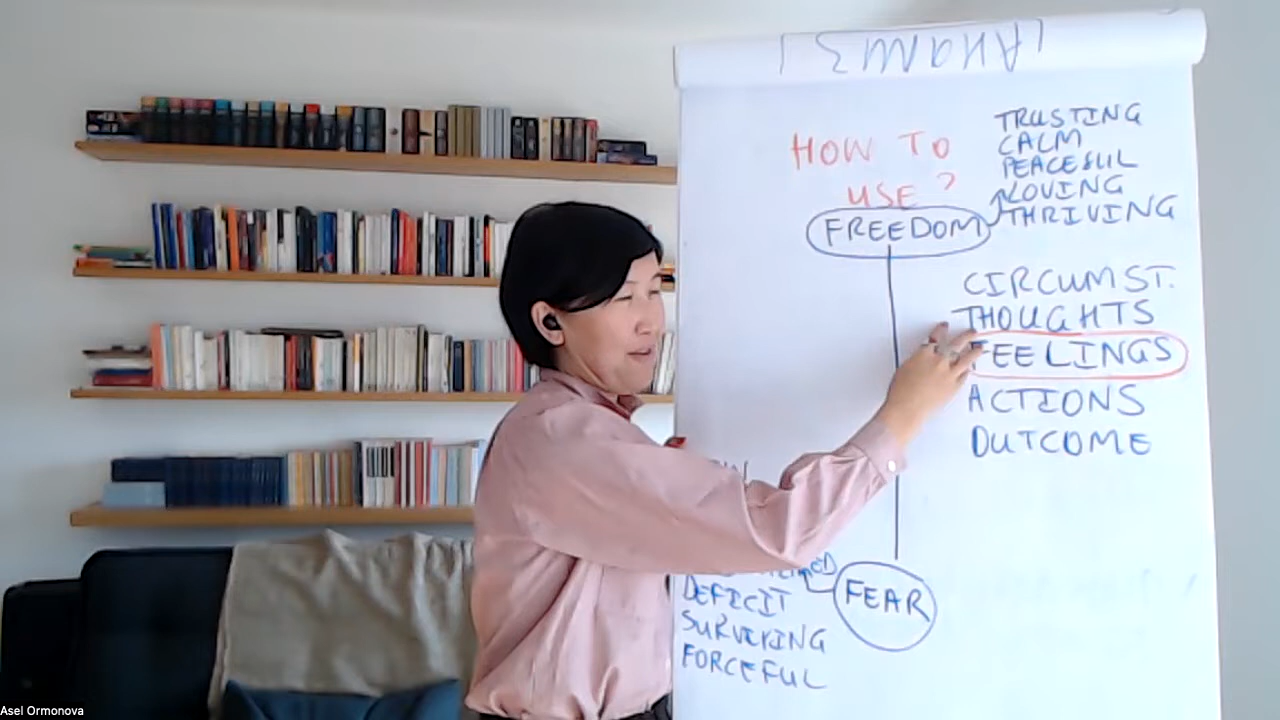 HOW TO
USE?
FREEDOM
TRUSTING
CALM
PEACEFUL
LOVING
THRIVING
CIRCUMST.
THOUGHTS
FEELINGS
ACTIONS
OUTCOME
FEAR
DEFICIT
SURVIVING
FORCEFUL
Asel Ormonova